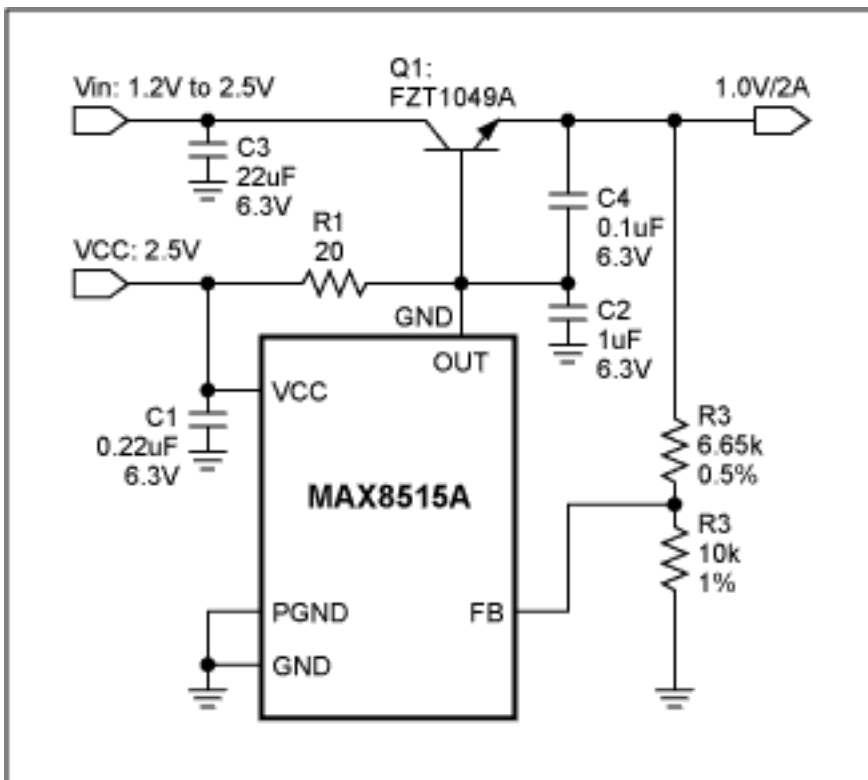 Vin: 1.2V to 2.5V
Q1:
FZT1049A
1.0V/2A
C3
22uF
6.3V
C4
0.1uF
6.3V
R1
20
VCC: 2.5V
GND
C2
1uF
6.3V
OUT
VCC
C1
0.22uF
6.3V
MAX8515A
R3
6.65k
0.5%
R3
10k
1%
PGND
FB
GND